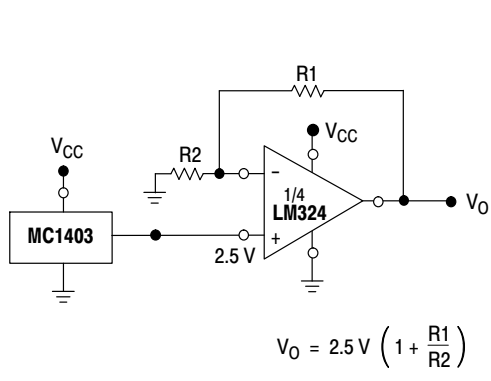 R1
VCC
VCC
R2
−
1/4
LM324
VO
MC1403
+
2.5 V
VO = 2.5 V (1 + R1/R2)